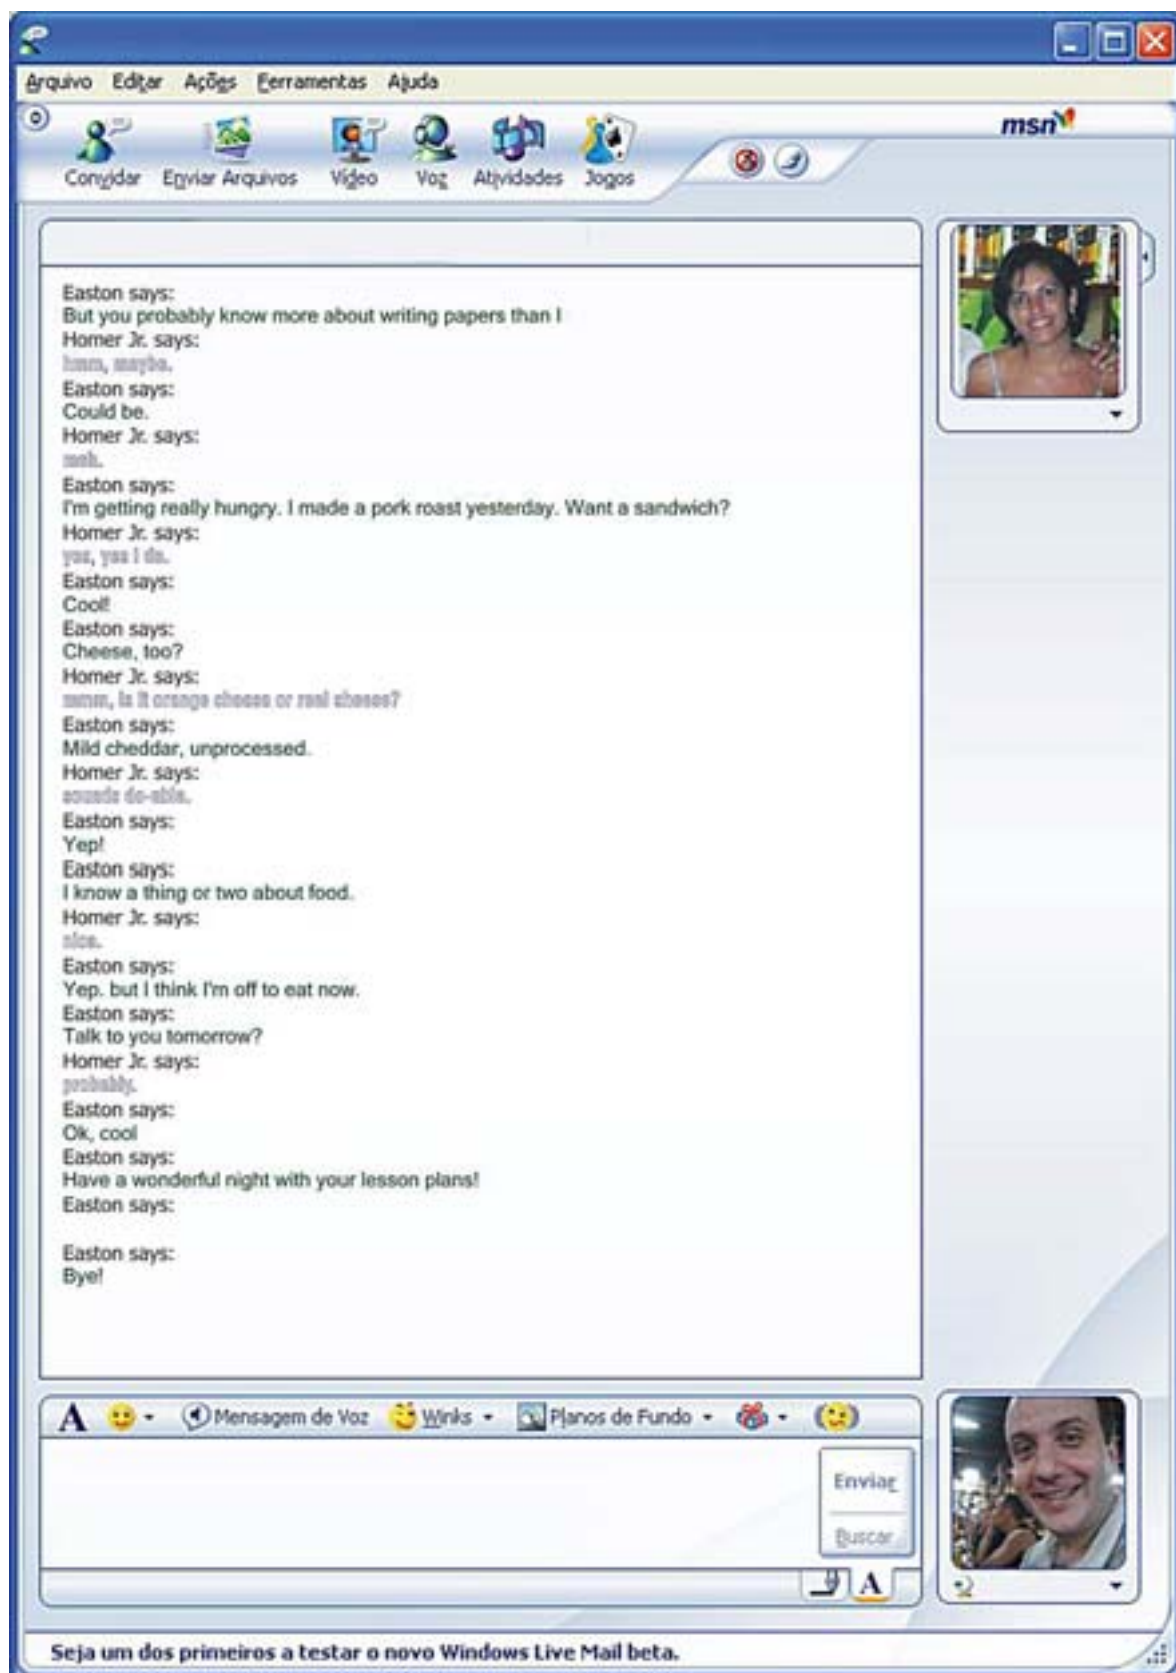 Arquivo Editar Ações Ferramentas Ajuda
msn
Convidar Enviar Arquivos Vídeo Voz Atividades Jogos
Easton says:
But you probably know more about writing papers than I
Homer Jr. says:
hmm, maybe.
Easton says:
Could be.
Homer Jr. says:
meh.
Easton says:
I'm getting really hungry. I made a pork roast yesterday. Want a sandwich?
Homer Jr. says:
yes, yes I do.
Easton says:
Cool!
Easton says:
Cheese, too?
Homer Jr. says:
mmm, is it orange cheese or real cheese?
Easton says:
Mild cheddar, unprocessed.
Homer Jr. says:
sounds do-able.
Easton says:
Yep!
Easton says:
I know a thing or two about food.
Homer Jr. says:
nice.
Easton says:
Yep. but I think I'm off to eat now.
Easton says:
Talk to you tomorrow?
Homer Jr. says:
probably.
Easton says:
Ok, cool
Easton says:
Have a wonderful night with your lesson plans!
Easton says:
Easton says:
Bye!
A Mensagem de Voz Winks Planos de Fundo
Enviar
Buscar
A
Seja um dos primeiros a testar o novo Windows Live Mail beta.